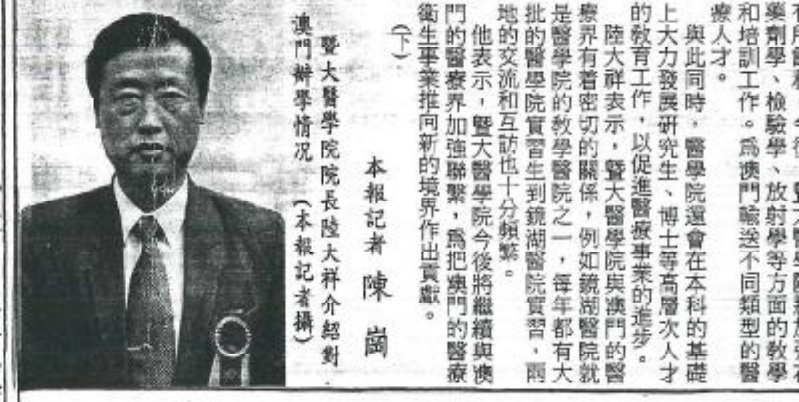 藥劑學、檢驗學、放射學等方面的教學
和培訓工作。爲澳門輸送不同類型的醫
療人才。
與此同時，醫學院還會在本科的基礎
上大力發展研究生、博士等高層次人才
的教育工作，以促進醫療事業的進步。
陸大祥表示，暨大醫學院與澳門的醫
療界有着密切的關係，例如鏡湖醫院就
是醫學院的教學醫院之一，每年都有大
批的醫學院實習生到鏡湖醫院實習，兩
地的交流和互訪也十分頻繁。
他表示，暨大醫學院今後將繼續與澳
門的醫療界加強聯繫，爲把澳門的醫療
衞生事業推向新的境界作出貢獻。
（下）
本報記者 陳崗
暨大醫學院院長陸大祥介紹對
澳門辦學情况（本報記者攝）